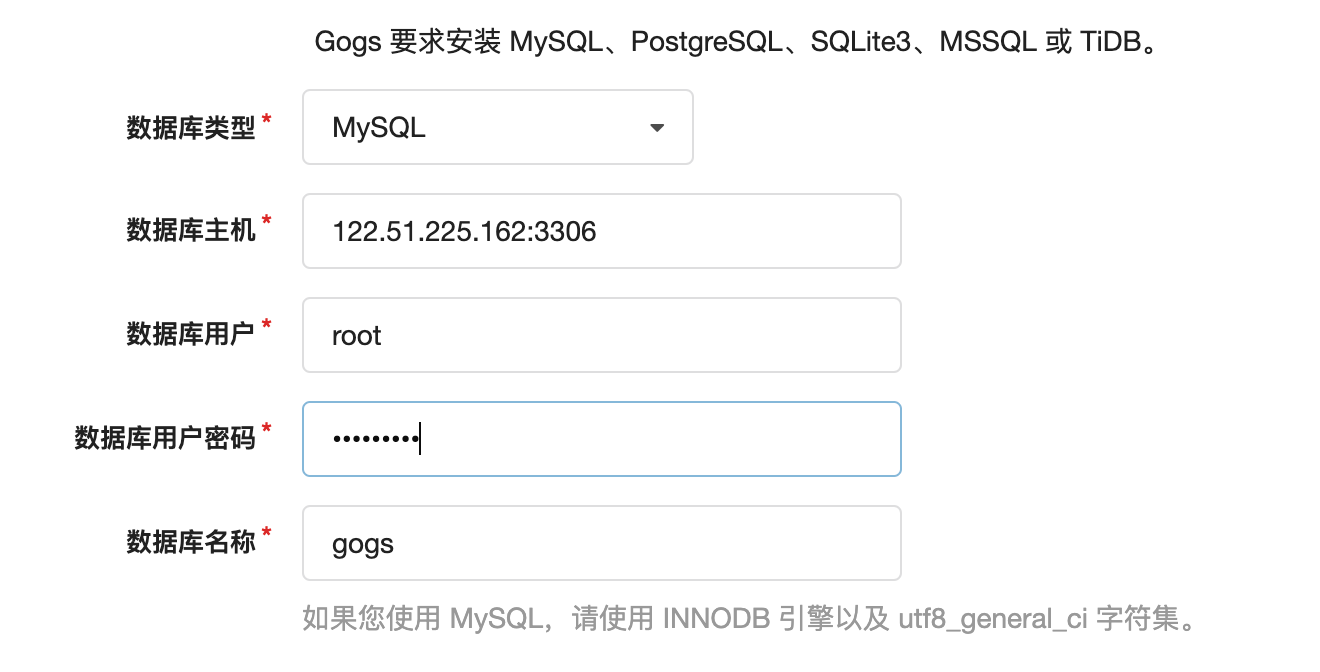 Gogs 要求安装 MySQL、PostgreSQL、SQLite3、MSSQL 或 TiDB。
数据库类型* MySQL
数据库主机* 122.51.225.162:3306
数据库用户* root
数据库用户密码* •••••••••
数据库名称* gogs
如果您使用 MySQL，请使用 INNODB 引擎以及 utf8_general_ci 字符集。